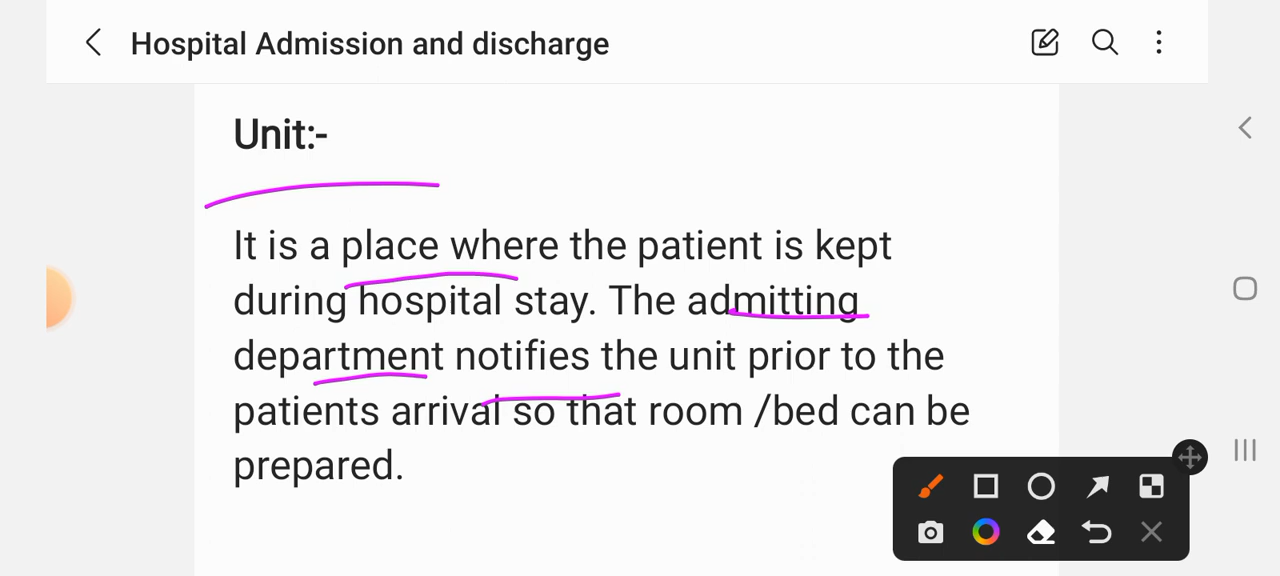 Hospital Admission and discharge
Unit:-
It is a place where the patient is kept
during hospital stay. The admitting
department notifies the unit prior to the
patients arrival so that room /bed can be
prepared.